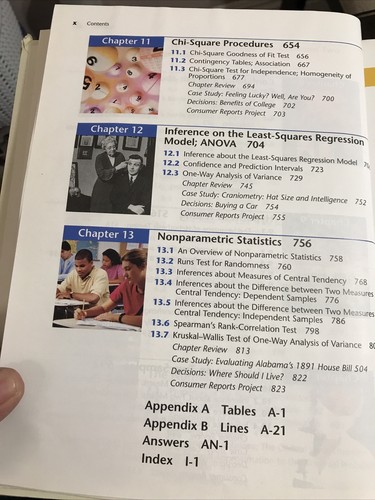 x Contents
Chapter 11
Chi-Square Procedures 654
11.1 Chi-Square Goodness of Fit Test 656
11.2 Contingency Tables; Association 667
11.3 Chi-Square Test for Independence; Homogeneity of
Proportions 677
Chapter Review 694
Case Study: Feeling Lucky? Well, Are You? 700
Decisions: Benefits of College 702
Consumer Reports Project 703
Chapter 12
Inference on the Least-Squares Regression
Model; ANOVA 704
12.1 Inference about the Least-Squares Regression Model
12.2 Confidence and Prediction Intervals 723
12.3 One-Way Analysis of Variance 729
Chapter Review 745
Case Study: Craniometry: Hat Size and Intelligence 752
Decisions: Buying a Car 754
Consumer Reports Project 755
Chapter 13
Nonparametric Statistics 756
13.1 An Overview of Nonparametric Statistics 758
13.2 Runs Test for Randomness 760
13.3 Inferences about Measures of Central Tendency 768
13.4 Inferences about the Difference between Two Measures
Central Tendency: Dependent Samples 776
13.5 Inferences about the Difference between Two Measures
Central Tendency: Independent Samples 786
13.6 Spearman's Rank-Correlation Test 798
13.7 Kruskal–Wallis Test of One-Way Analysis of Variance
Chapter Review 813
Case Study: Evaluating Alabama's 1891 House Bill 504
Decisions: Where Should I Live? 822
Consumer Reports Project 823
Appendix A Tables A-1
Appendix B Lines A-21
Answers AN-1
Index I-1